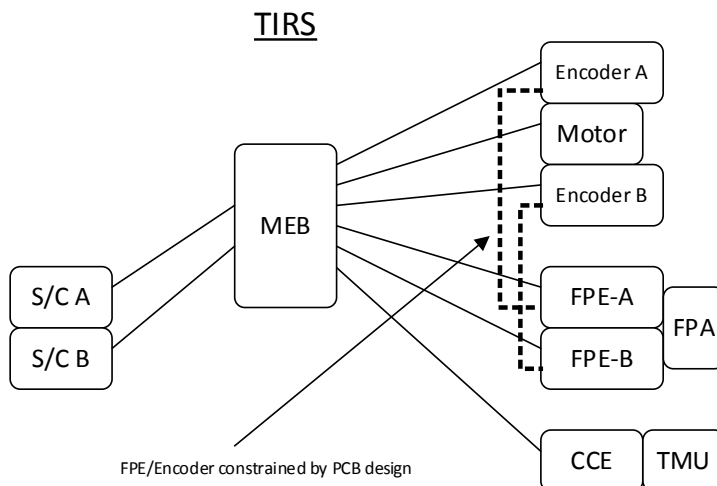 TIRS
Encoder A
Motor
Encoder B
MEB
S/C A
S/C B
FPE-A
FPE-B
FPA
CCE
TMU
FPE/Encoder constrained by PCB design